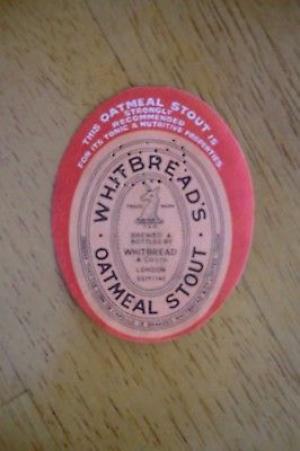 THIS OATMEAL STOUT IS
STRONGLY
RECOMMENDED
FOR ITS TONIC & NUTRITIVE PROPERTIES
WHITBREAD'S
TRADE MARK
BREWED &
BOTTLED BY
WHITBREAD
& CO LTD
LONDON
OATMEAL STOUT